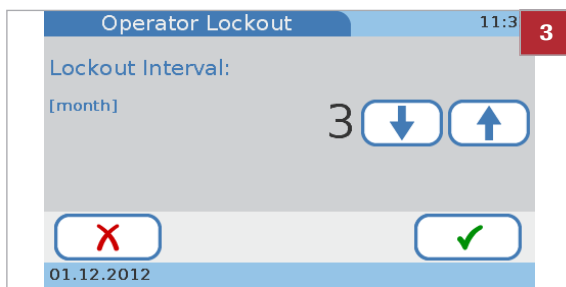 Operator Lockout
11:3
3
Lockout Interval:
[month]
3
01.12.2012